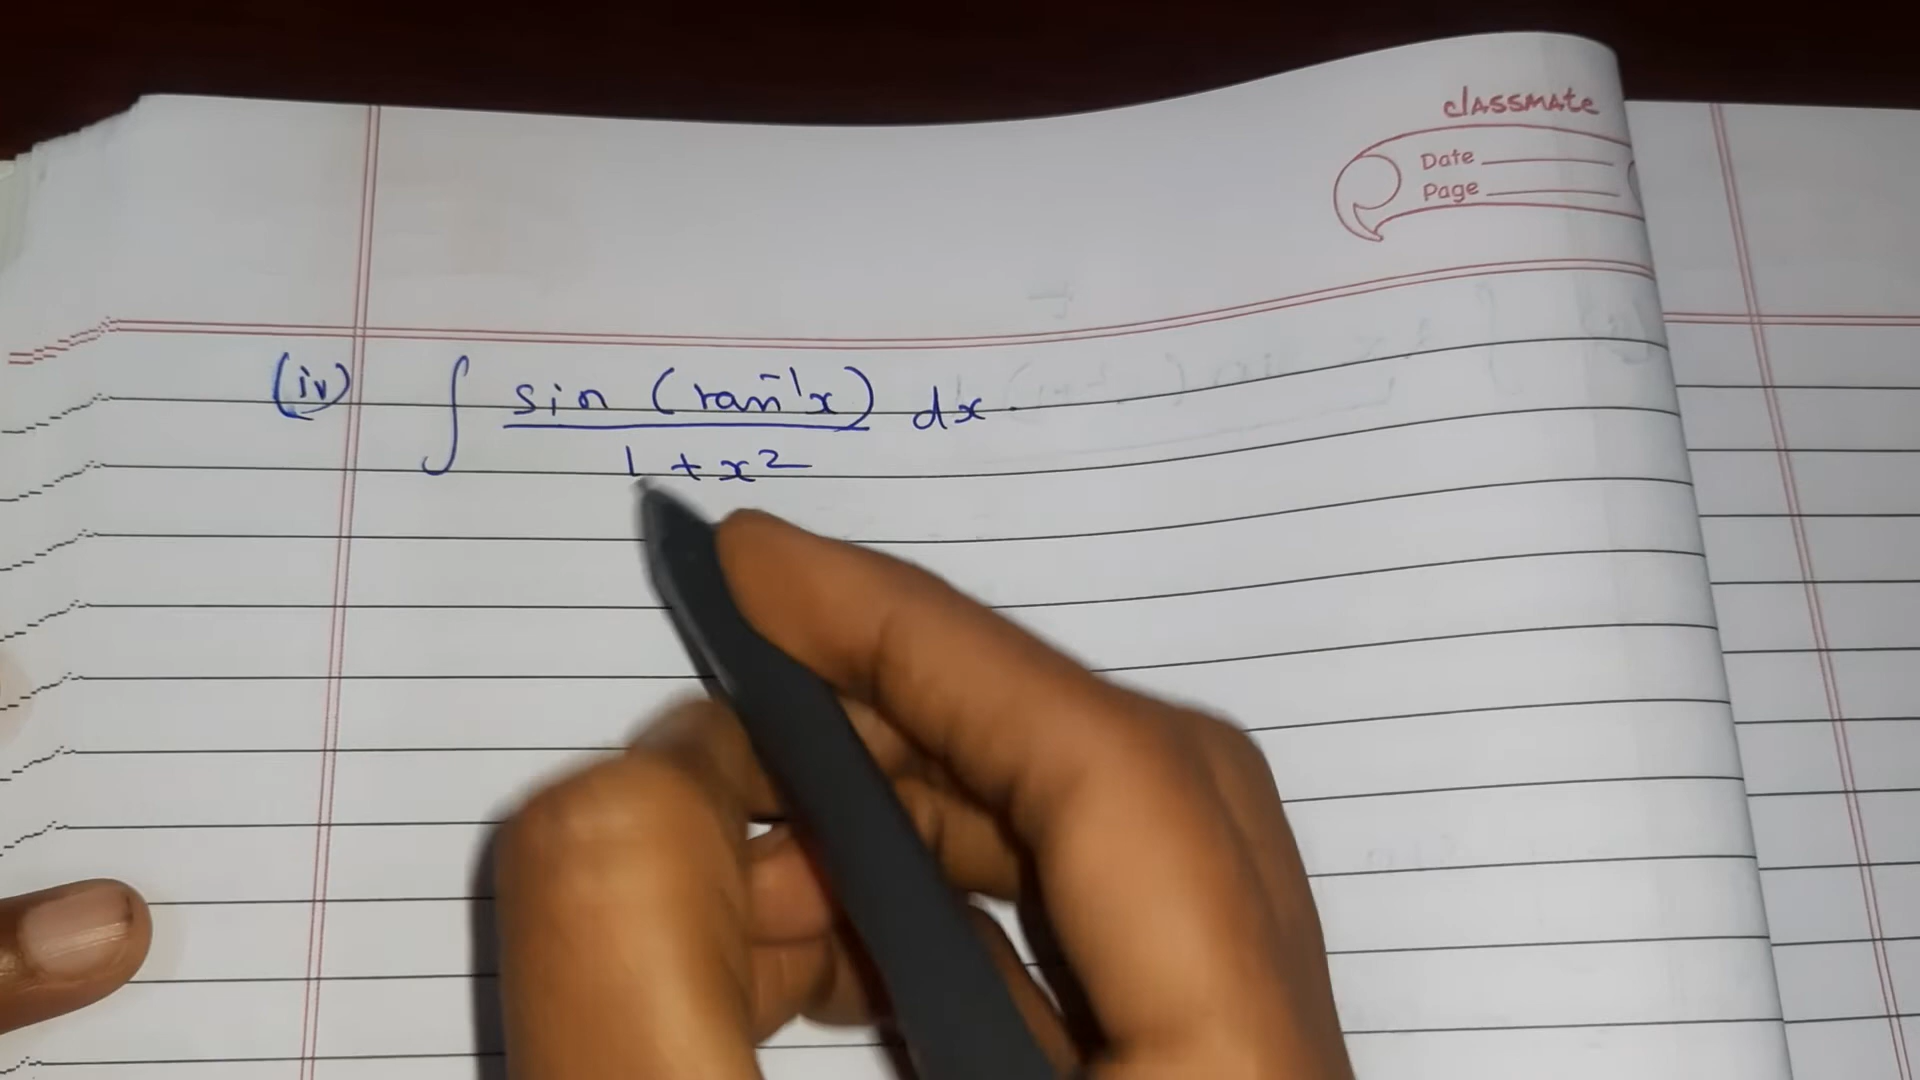 classmate
Date
Page
(iv) ∫ sin (tan⁻¹x) dx
1 + x²